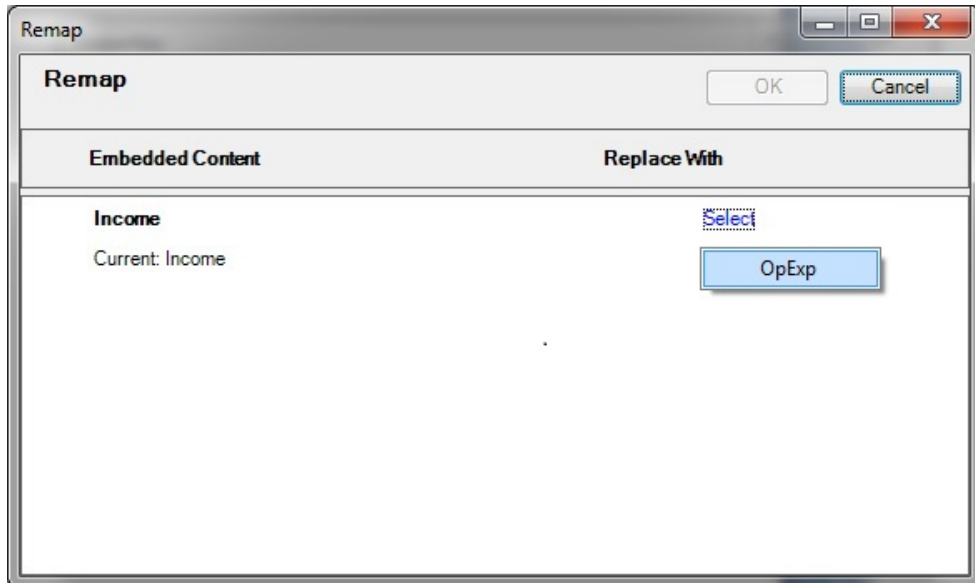 Remap
Remap
OK Cancel
Embedded Content Replace With
Income Select
Current: Income
OpExp